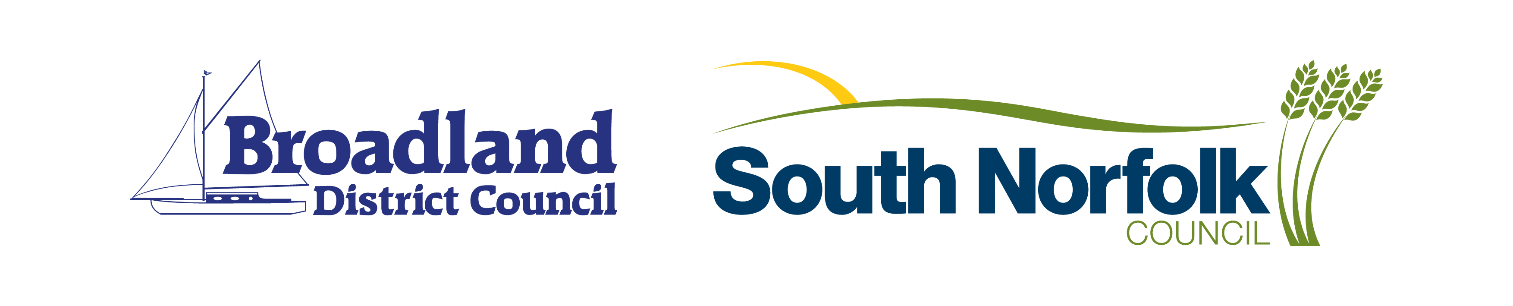 Broadland
District Council
South Norfolk
COUNCIL